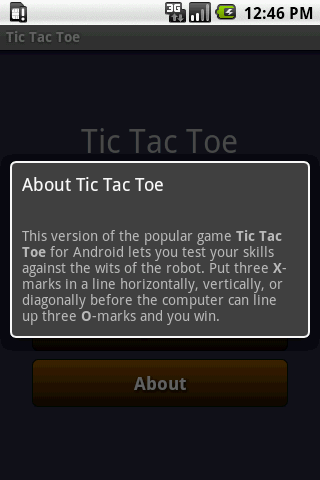 3G 12:46 PM
Tic Tac Toe
Tic Tac Toe
About Tic Tac Toe
This version of the popular game Tic Tac
Toe for Android lets you test your skills
against the wits of the robot. Put three X-
marks in a line horizontally, vertically, or
diagonally before the computer can line
up three O-marks and you win.
About